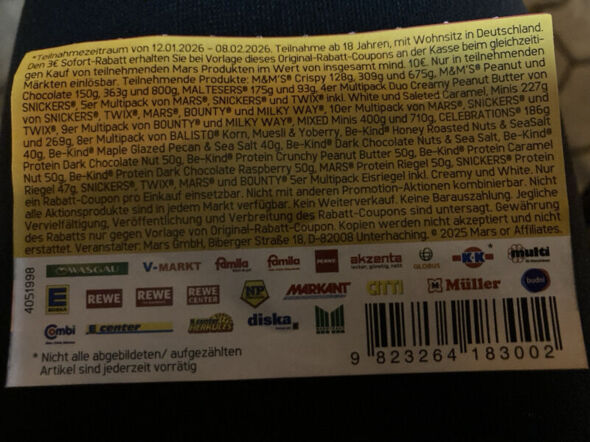 *Teilnahmezeitraum von 12.01.2026 - 08.02.2026. Teilnahme ab 18 Jahren, mit Wohnsitz in Deutschland.
Den 3€ Sofort-Rabatt erhalten Sie bei Vorlage dieses Original-Rabatt-Coupons an der Kasse beim gleichzeiti-
gen Kauf von teilnehmenden Mars Produkten im Wert von insgesamt mind. 10€. Nur in teilnehmenden
Märkten einlösbar. Teilnehmende Produkte: M&M'S® Crispy 128g, 309g und 675g, M&M'S® Peanut und
Chocolate 150g, 363g und 800g, MALTESERS® 175g und 93g, 4er Multipack Duo Creamy Peanut Butter von
SNICKERS®, 5er Multipack von MARS®, SNICKERS® und TWIX® inkl. White und Salted Caramel, Minis 227g
von SNICKERS®, TWIX®, MARS®, BOUNTY® und MILKY WAY®, 10er Multipack von MARS®, SNICKERS® und
TWIX®, 9er Multipack von BOUNTY® und MILKY WAY®, MIXED Minis 400g und 710g, CELEBRATIONS® 186g
und 269g, 8er Multipack von BALISTO® Korn, Muesli & Yoberry, Be-Kind® Honey Roasted Nuts & SeaSalt
40g, Be-Kind® Maple Glazed Pecan & Sea Salt 40g, Be-Kind® Dark Chocolate Nuts & Sea Salt, Be-Kind®
Protein Dark Chocolate Nut 50g, Be-Kind® Protein Crunchy Peanut Butter 50g, Be-Kind® Protein Caramel
Nut 50g, Be-Kind® Protein Dark Chocolate Raspberry 50g, MARS® Protein Riegel 50g, SNICKERS® Protein
Riegel 47g, SNICKERS®, TWIX®, MARS® und BOUNTY® 5er Multipack Eisriegel inkl. Creamy und White. Nur
ein Rabatt-Coupon pro Einkauf einsetzbar. Nicht mit anderen Promotion-Aktionen kombinierbar. Nicht
alle Aktionsprodukte sind in jedem Markt verfügbar. Kein Weiterverkauf. Keine Barauszahlung. Jegliche
Vervielfältigung, Veröffentlichung und Verbreitung des Rabatt-Coupons sind untersagt. Gewährung
des Rabatts nur gegen Vorlage von Original-Rabatt-Coupon. Kopien werden nicht akzeptiert und nicht
erstattet. Veranstalter: Mars GmbH, Biberger Straße 18, D-82008 Unterhaching. © 2025 Mars or Affiliates.
4051998
WASGAU V-MARKT famila famila PENNY akzenta GLOBUS K+K multi
E EDEKA REWE REWE REWE CENTER NP MARKANT CITTI Müller budni
Combi E center HERKULES diska M
* Nicht alle abgebildeten/ aufgezählten
Artikel sind jederzeit vorrätig
9 823264 183002